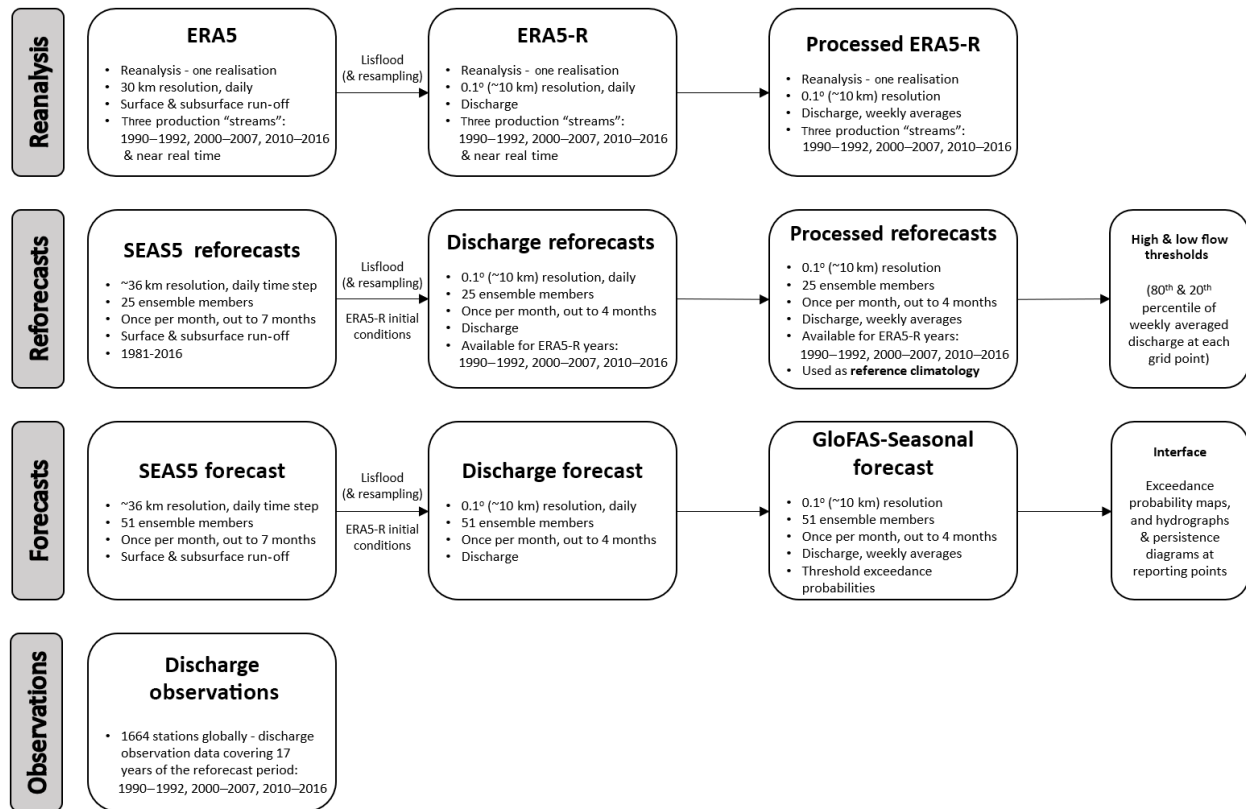 Reanalysis
ERA5
• Reanalysis - one realisation
• 30 km resolution, daily
• Surface & subsurface run-off
• Three production “streams”:
1990–1992, 2000–2007, 2010–2016
& near real time
Lisflood
(& resampling)
ERA5-R
• Reanalysis - one realisation
• 0.1º (~10 km) resolution, daily
• Discharge
• Three production “streams”:
1990–1992, 2000–2007, 2010–2016
& near real time
Processed ERA5-R
• Reanalysis - one realisation
• 0.1º (~10 km) resolution
• Discharge, weekly averages
• Three production “streams”:
1990–1992, 2000–2007, 2010–2016
Reforecasts
SEAS5 reforecasts
• ~36 km resolution, daily time step
• 25 ensemble members
• Once per month, out to 7 months
• Surface & subsurface run-off
• 1981-2016
Lisflood
(& resampling)
ERA5-R initial
conditions
Discharge reforecasts
• 0.1º (~10 km) resolution, daily
• 25 ensemble members
• Once per month, out to 4 months
• Discharge
• Available for ERA5-R years:
1990–1992, 2000–2007, 2010–2016
Processed reforecasts
• 0.1º (~10 km) resolution
• 25 ensemble members
• Once per month, out to 4 months
• Discharge, weekly averages
• Available for ERA5-R years:
1990–1992, 2000–2007, 2010–2016
• Used as reference climatology
High & low flow
thresholds
(80th & 20th
percentile of
weekly averaged
discharge at each
grid point)
Forecasts
SEAS5 forecast
• ~36 km resolution, daily time step
• 51 ensemble members
• Once per month, out to 7 months
• Surface & subsurface run-off
Lisflood
(& resampling)
ERA5-R initial
conditions
Discharge forecast
• 0.1º (~10 km) resolution, daily
• 51 ensemble members
• Once per month, out to 4 months
• Discharge
GloFAS-Seasonal
forecast
• 0.1º (~10 km) resolution
• 51 ensemble members
• Once per month, out to 4 months
• Discharge, weekly averages
• Threshold exceedance
probabilities
Interface
Exceedance
probability maps,
and hydrographs
& persistence
diagrams at
reporting points
Observations
Discharge
observations
• 1664 stations globally - discharge
observation data covering 17
years of the reforecast period:
1990–1992, 2000–2007, 2010–2016